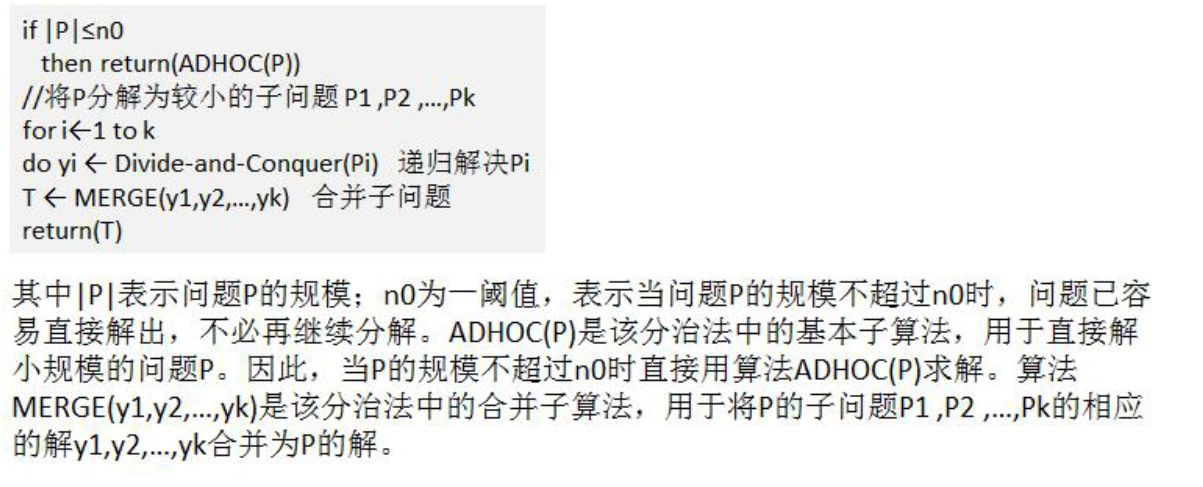 if |P|≤n0
then return(ADHOC(P))
//将P分解为较小的子问题 P1 ,P2 ,...,Pk
for i←1 to k
do yi ← Divide-and-Conquer(Pi) 递归解决Pi
T ← MERGE(y1,y2,...,yk) 合并子问题
return(T)
其中|P|表示问题P的规模；n0为一阈值，表示当问题P的规模不超过n0时，问题已容
易直接解出，不必再继续分解。ADHOC(P)是该分治法中的基本子算法，用于直接解
小规模的问题P。因此，当P的规模不超过n0时直接用算法ADHOC(P)求解。算法
MERGE(y1,y2,...,yk)是该分治法中的合并子算法，用于将P的子问题P1 ,P2 ,...,Pk的相应
的解y1,y2,...,yk合并为P的解。